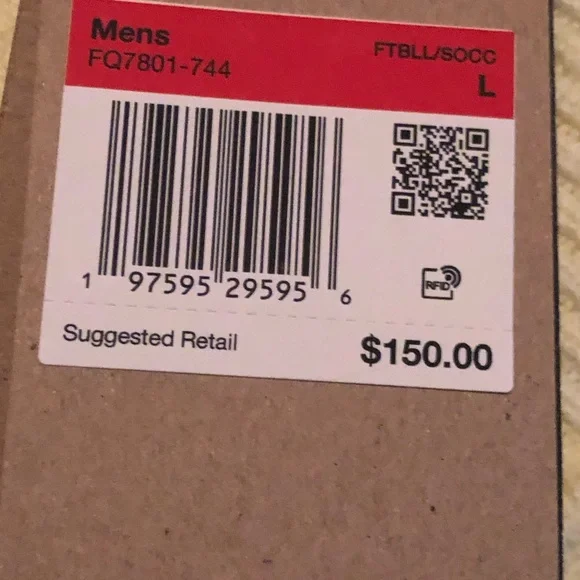 Mens
FTBLL/SOCC
FQ7801-744
L
1 97595 29595 6
RFID
Suggested Retail
$150.00